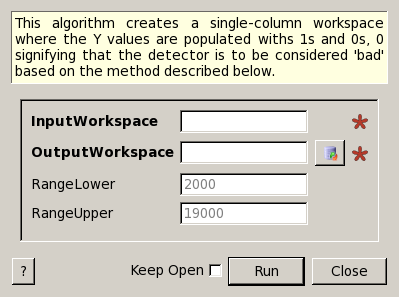 This algorithm creates a single-column workspace
where the Y values are populated withs 1s and 0s, 0
signifying that the detector is to be considered 'bad'
based on the method described below.
InputWorkspace *
OutputWorkspace *
RangeLower 2000
RangeUpper 19000
? Keep Open Run Close